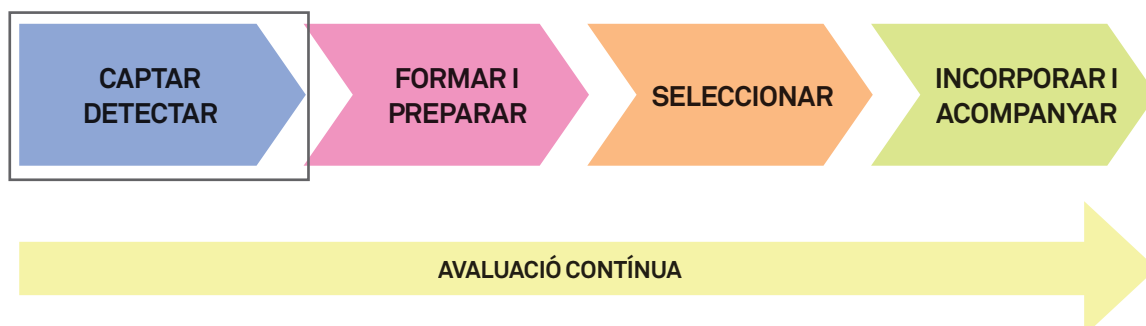 CAPTAR
DETECTAR
FORMAR I
PREPARAR
SELECCIONAR
INCORPORAR I
ACOMPANYAR
AVALUACIÓ CONTÍNUA